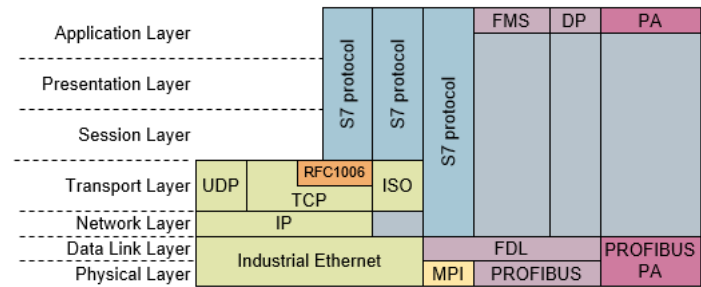 Application Layer
Presentation Layer
Session Layer
Transport Layer
Network Layer
Data Link Layer
Physical Layer
S7 protocol
S7 protocol
S7 protocol
FMS
DP
PA
UDP
RFC1006
TCP
ISO
IP
Industrial Ethernet
FDL
MPI
PROFIBUS
PROFIBUS
PA